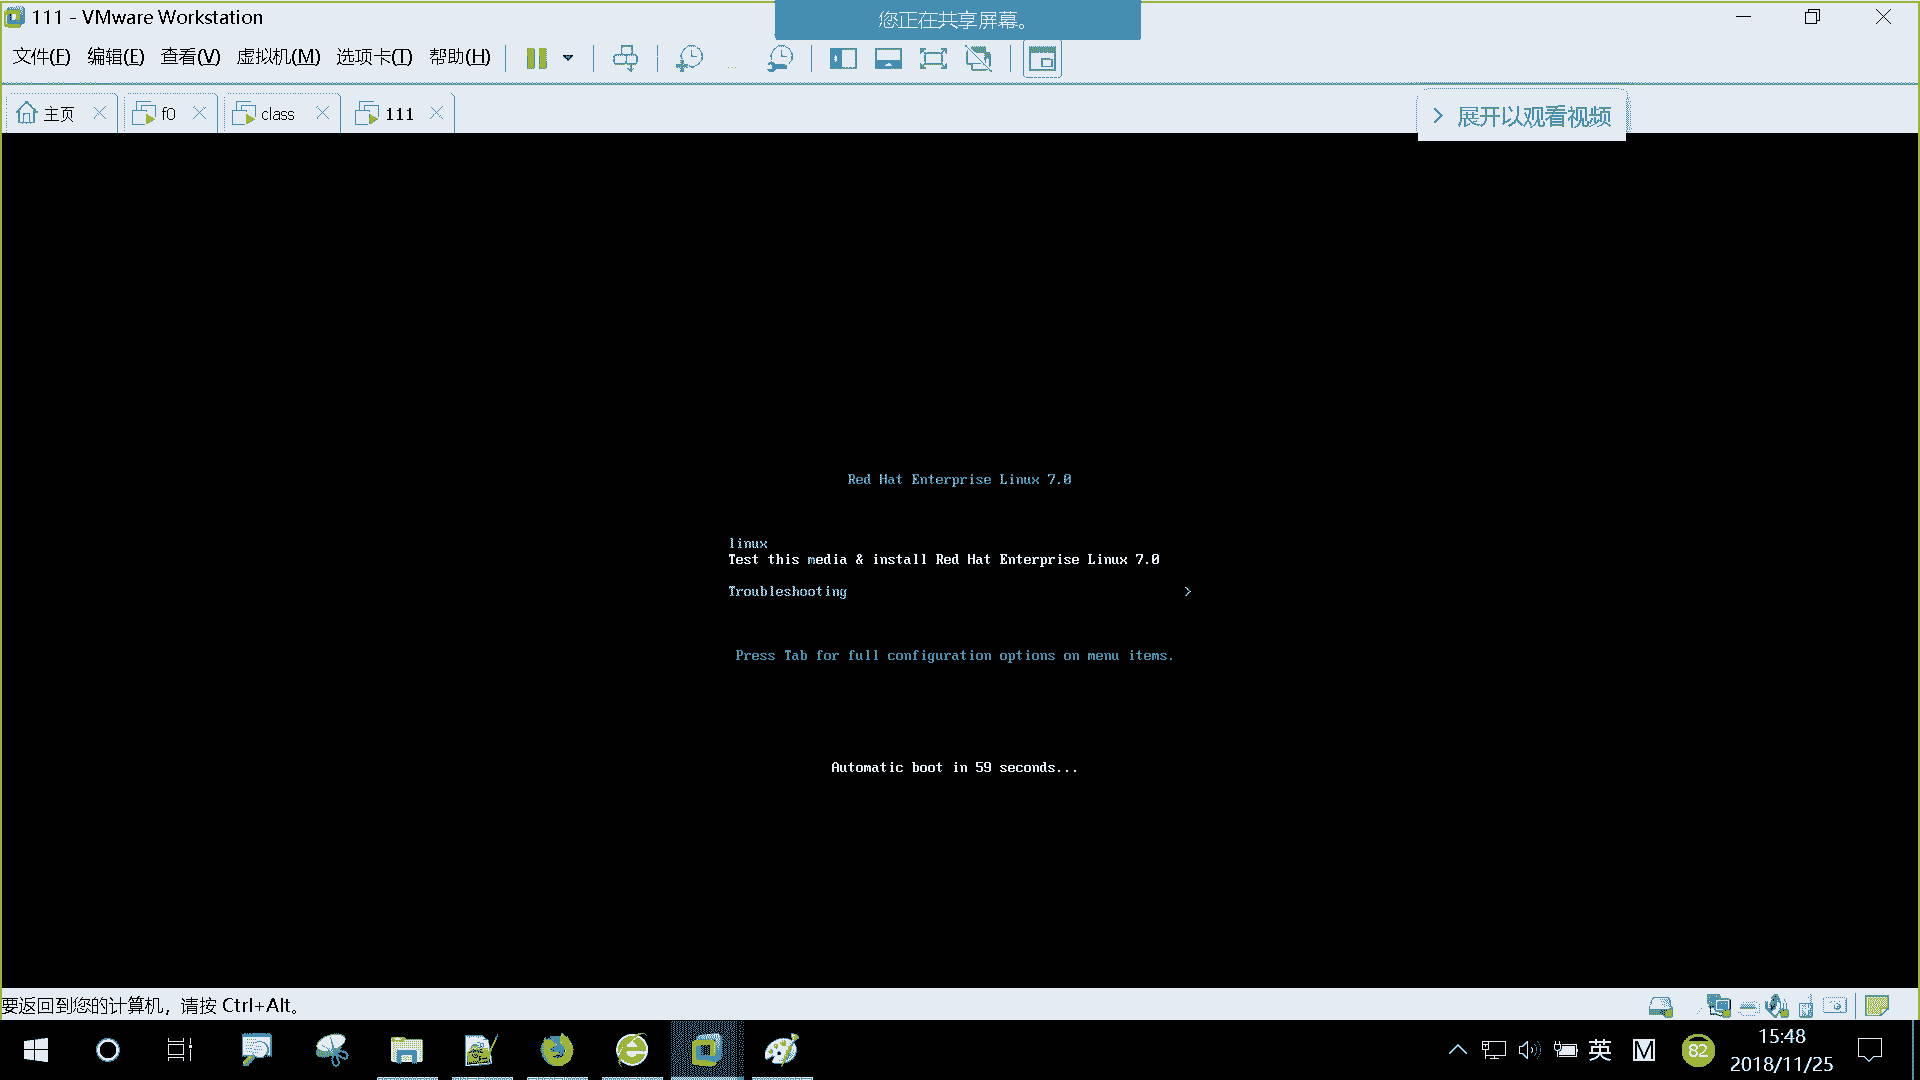 111 - VMware Workstation
您正在共享屏幕。
文件(F) 编辑(E) 查看(V) 虚拟机(M) 选项卡(T) 帮助(H)
主页 f0 class 111
展开以观看视频
Red Hat Enterprise Linux 7.0
linux
Test this media & install Red Hat Enterprise Linux 7.0
Troubleshooting >
Press Tab for full configuration options on menu items.
Automatic boot in 59 seconds...
要返回到您的计算机，请按 Ctrl+Alt。
英 M 82
15:48
2018/11/25